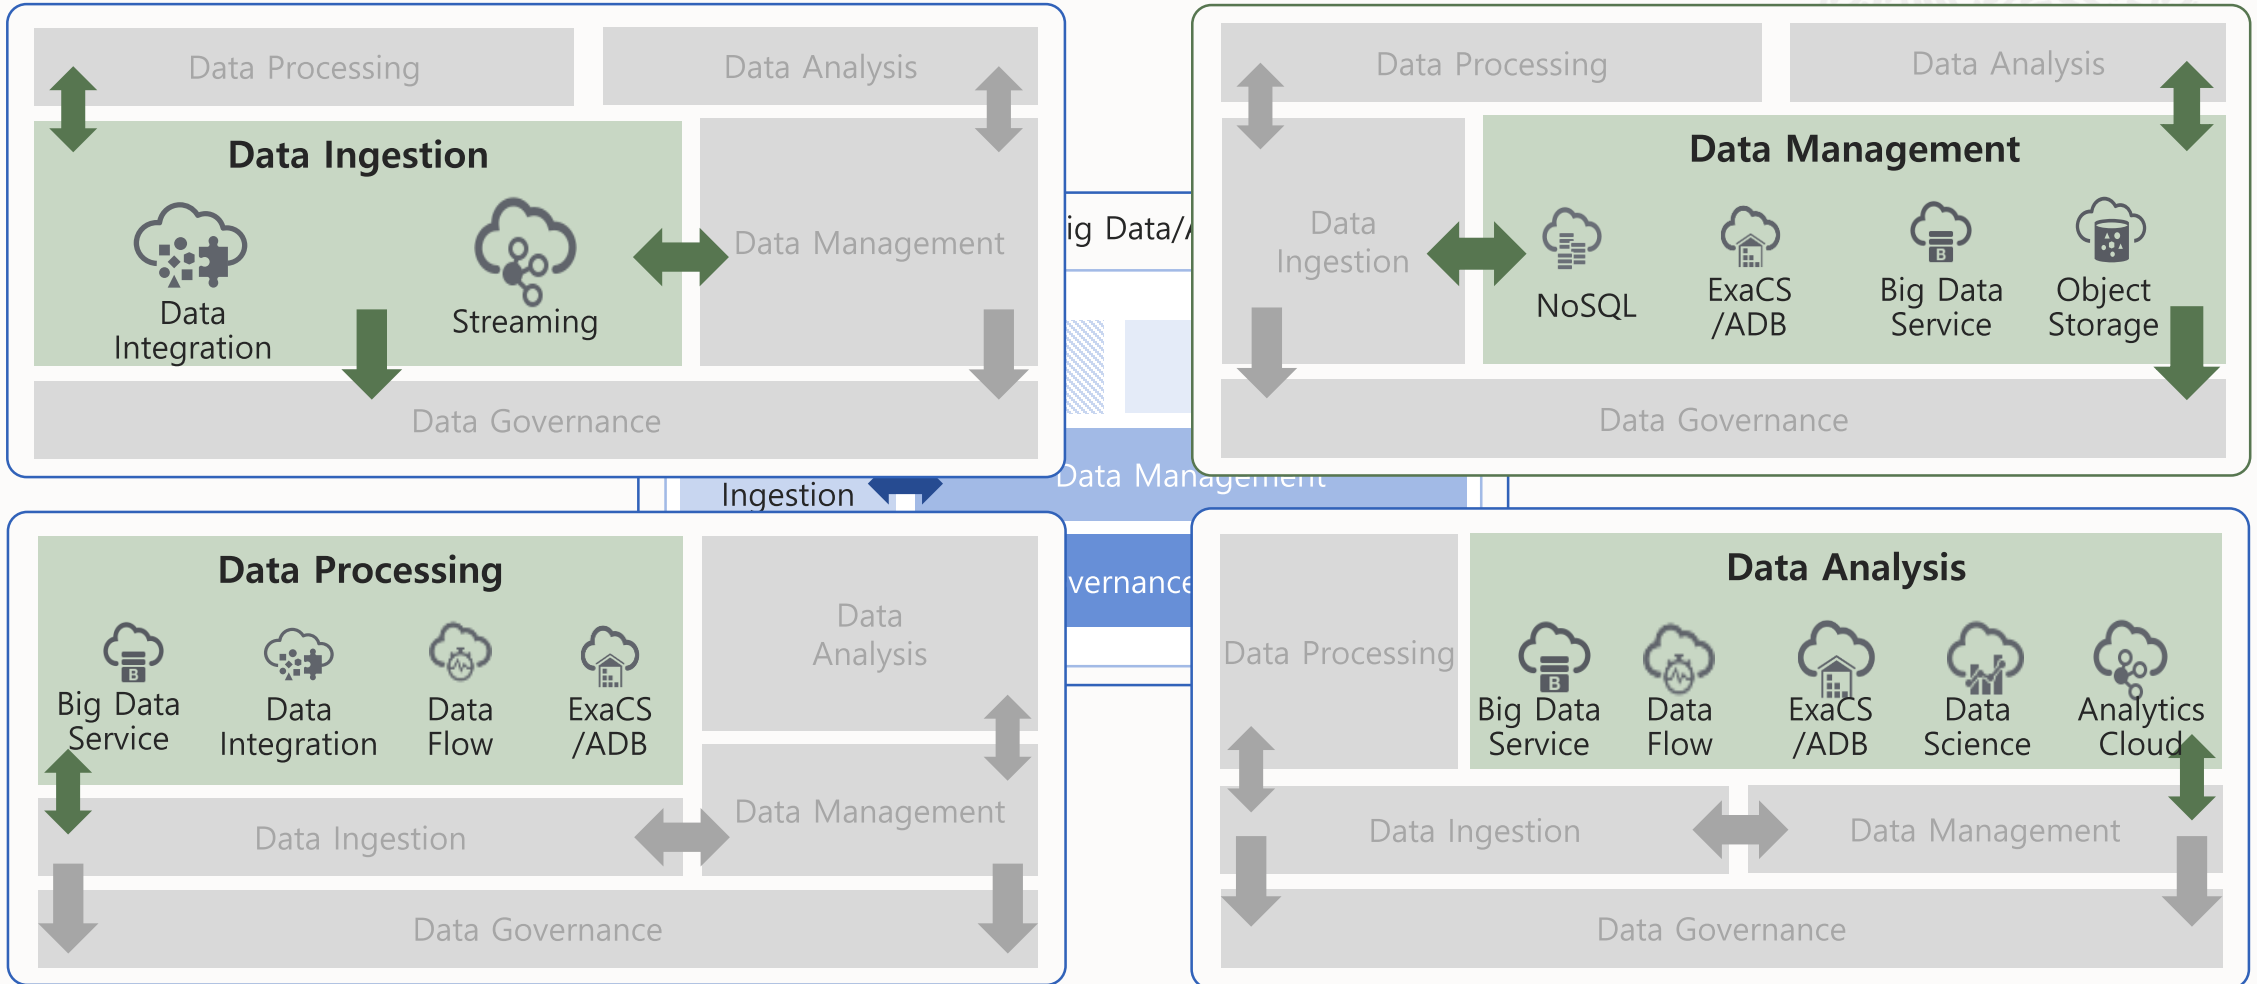 Data Processing
Data Analysis
Data Ingestion
Data
Integration
Streaming
Data Management
Data Governance
Data Processing
Data Analysis
Data
Ingestion
Data Management
NoSQL
ExaCS
/ADB
Big Data
Service
Object
Storage
Data Governance
ig Data/A
Ingestion
Data Management
vernance
Data Processing
Big Data
Service
Data
Integration
Data
Flow
ExaCS
/ADB
Data
Analysis
Data Ingestion
Data Management
Data Governance
Data Processing
Data Analysis
Big Data
Service
Data
Flow
ExaCS
/ADB
Data
Science
Analytics
Cloud
Data Ingestion
Data Management
Data Governance